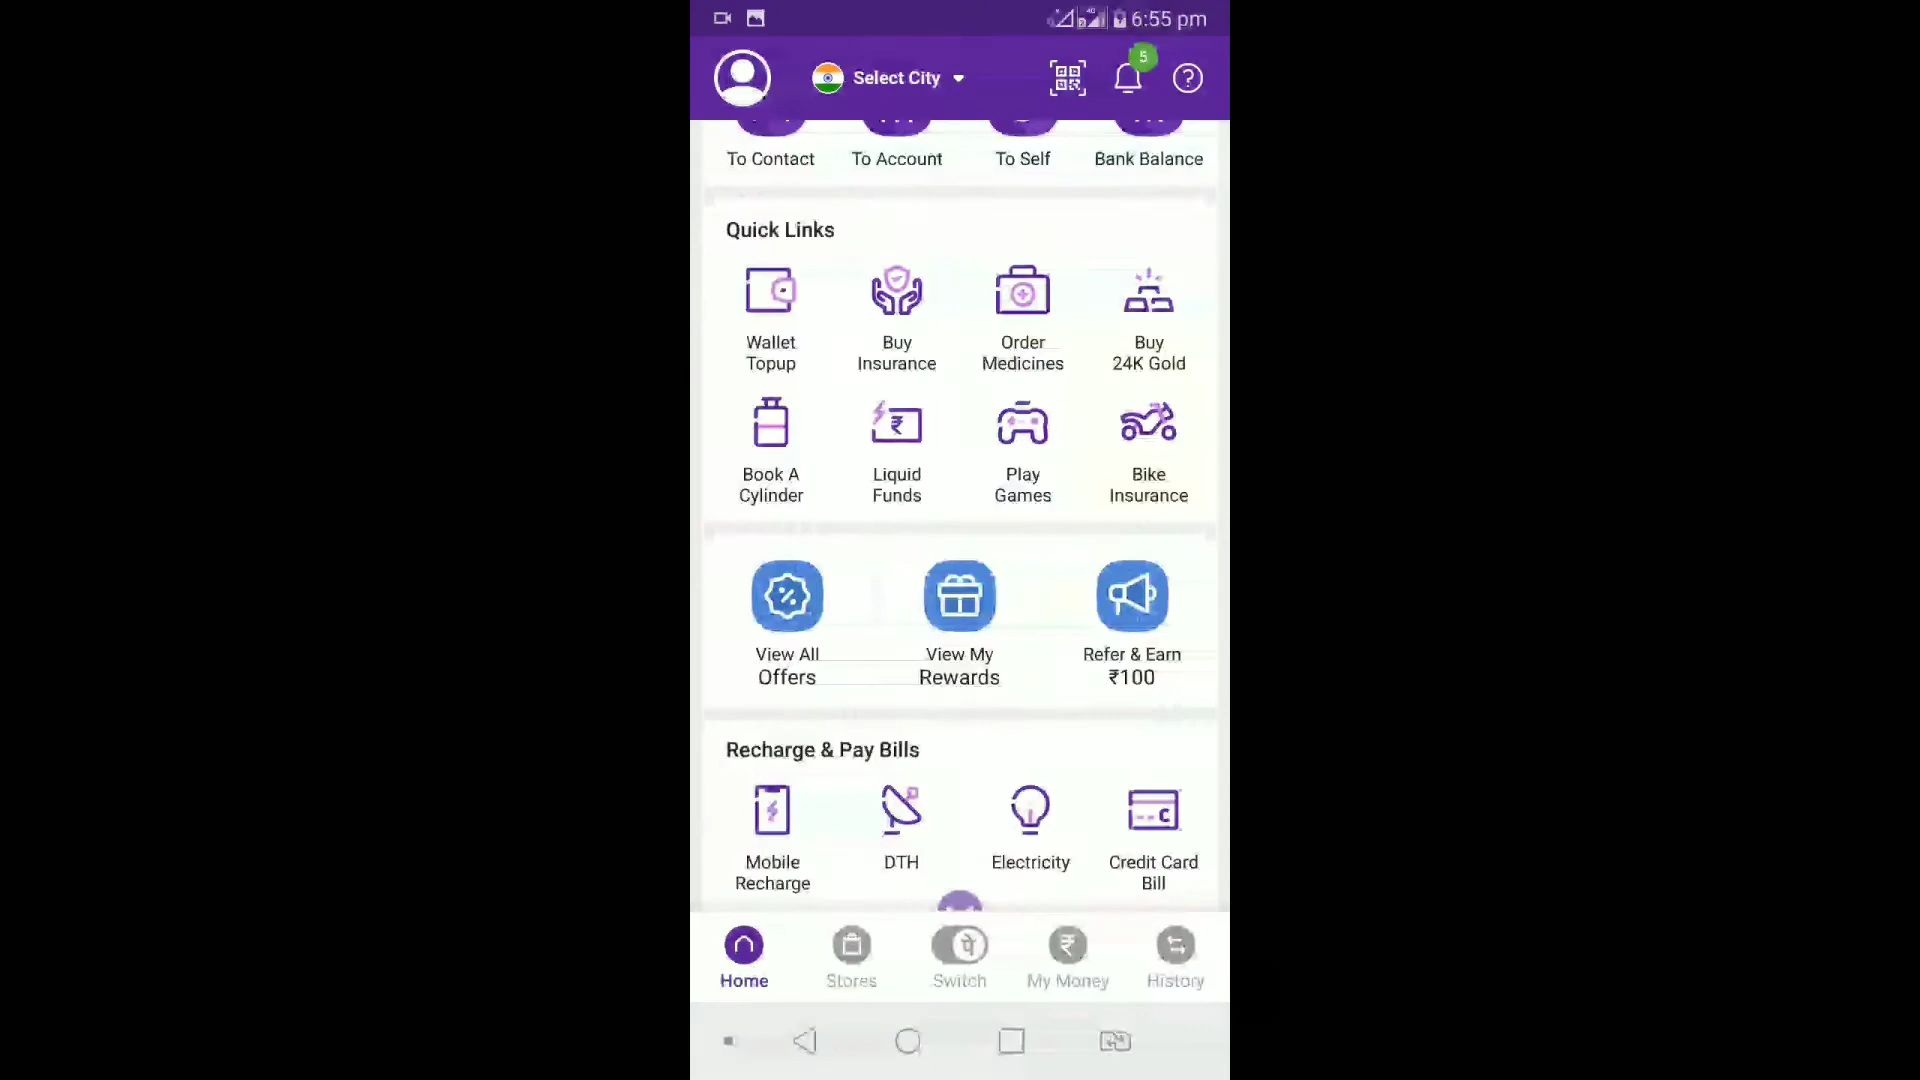 6:55 pm
Select City
5
To Contact To Account To Self Bank Balance
Quick Links
Wallet Topup
Buy Insurance
Order Medicines
Buy 24K Gold
Book A Cylinder
Liquid Funds
Play Games
Bike Insurance
View All Offers
View My Rewards
Refer & Earn ₹100
Recharge & Pay Bills
Mobile Recharge
DTH
Electricity
Credit Card Bill
पे
Home Stores Switch My Money History